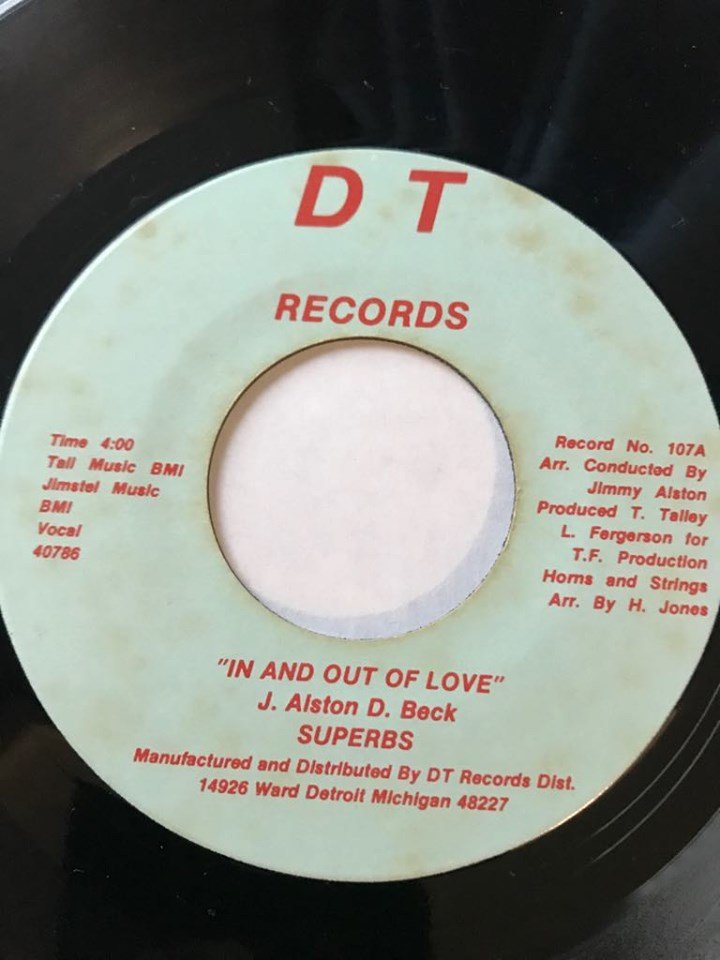 D T
RECORDS
Time 4:00
Tall Music BMI
Jimstel Music
BMI
Vocal
40786
Record No. 107A
Arr. Conducted By
Jimmy Alston
Produced T. Talley
L. Fergerson for
T.F. Production
Horns and Strings
Arr. By H. Jones
"IN AND OUT OF LOVE"
J. Alston D. Beck
SUPERBS
Manufactured and Distributed By DT Records Dist.
14926 Ward Detroit Michigan 48227